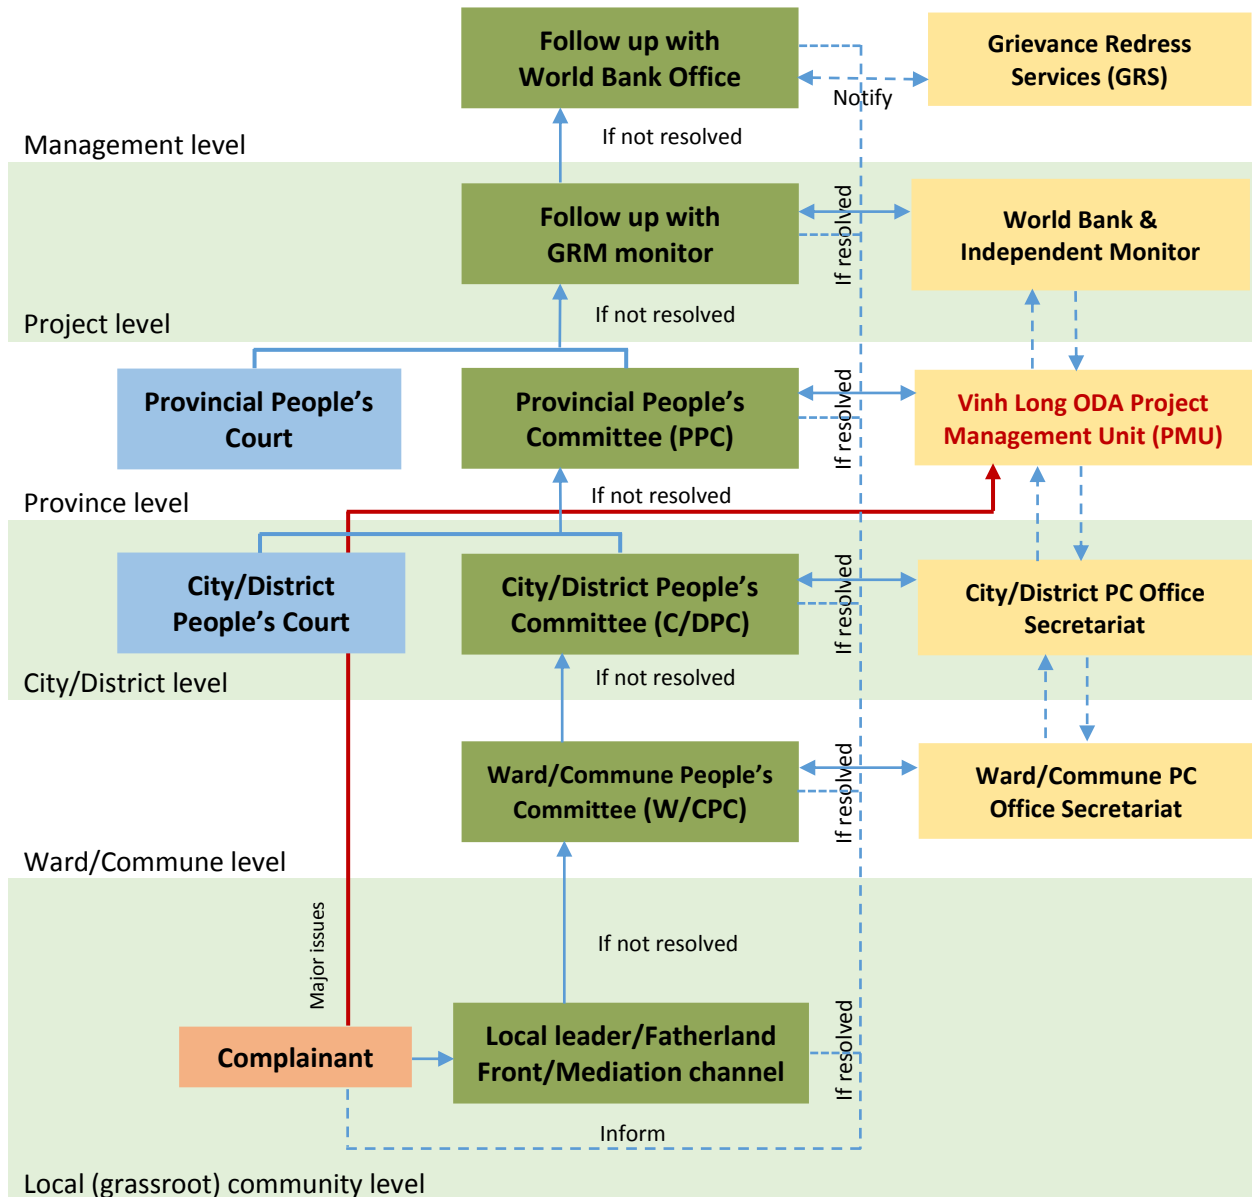 Follow up with
World Bank Office
Grievance Redress
Services (GRS)
Notify
If not resolved
Management level
Follow up with
GRM monitor
If resolved
World Bank &
Independent Monitor
If not resolved
Project level
Provincial People's
Court
Provincial People's
Committee (PPC)
If resolved
Vinh Long ODA Project
Management Unit (PMU)
If not resolved
Province level
City/District
People's Court
City/District People's
Committee (C/DPC)
If resolved
City/District PC Office
Secretariat
If not resolved
City/District level
Ward/Commune People's
Committee (W/CPC)
If resolved
Ward/Commune PC
Office Secretariat
Ward/Commune level
Major issues
If not resolved
Complainant
Local leader/Fatherland
Front/Mediation channel
If resolved
Inform
Local (grassroot) community level